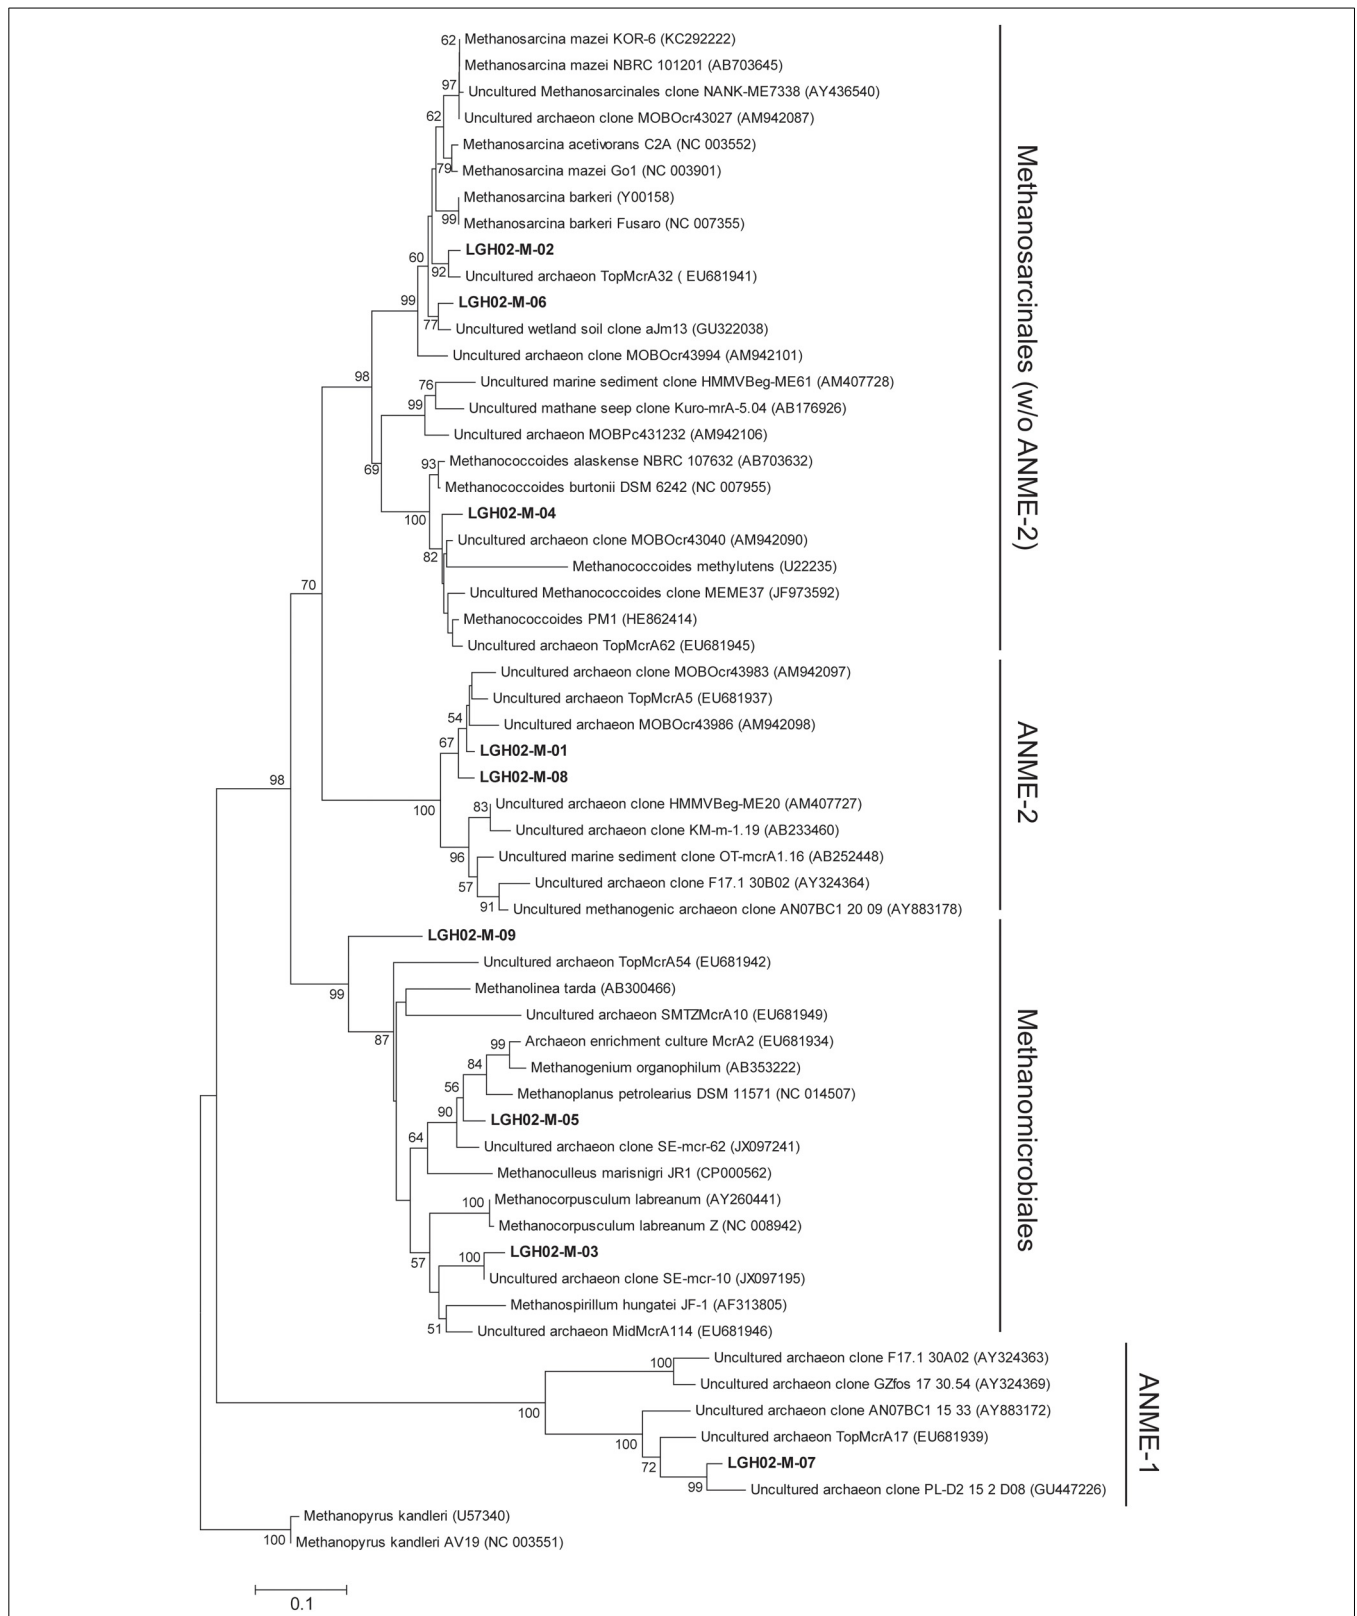 62 Methanosarcina mazei KOR-6 (KC292222)
Methanosarcina mazei NBRC 101201 (AB703645)
97 Uncultured Methanosarcinales clone NANK-ME7338 (AY436540)
62 Uncultured archaeon clone MOBOcr43027 (AM942087)
Methanosarcina acetivorans C2A (NC 003552)
79 Methanosarcina mazei Go1 (NC 003901)
Methanosarcina barkeri (Y00158)
99 Methanosarcina barkeri Fusaro (NC 007355)
LGH02-M-02
60 92 Uncultured archaeon TopMcrA32 ( EU681941)
99 LGH02-M-06
77 Uncultured wetland soil clone aJm13 (GU322038)
Uncultured archaeon clone MOBOcr43994 (AM942101)
98 76 Uncultured marine sediment clone HMMVBeg-ME61 (AM407728)
99 Uncultured mathane seep clone Kuro-mrA-5.04 (AB176926)
Uncultured archaeon MOBPc431232 (AM942106)
69 93 Methanococcoides alaskense NBRC 107632 (AB703632)
Methanococcoides burtonii DSM 6242 (NC 007955)
100 LGH02-M-04
Uncultured archaeon clone MOBOcr43040 (AM942090)
82 Methanococcoides methylutens (U22235)
70 Uncultured Methanococcoides clone MEME37 (JF973592)
Methanococcoides PM1 (HE862414)
Uncultured archaeon TopMcrA62 (EU681945)
Methanosarcinales (w/o ANME-2)
Uncultured archaeon clone MOBOcr43983 (AM942097)
Uncultured archaeon TopMcrA5 (EU681937)
54 Uncultured archaeon MOBOcr43986 (AM942098)
67 LGH02-M-01
98 LGH02-M-08
100 83 Uncultured archaeon clone HMMVBeg-ME20 (AM407727)
Uncultured archaeon clone KM-m-1.19 (AB233460)
96 Uncultured marine sediment clone OT-mcrA1.16 (AB252448)
57 Uncultured archaeon clone F17.1 30B02 (AY324364)
91 Uncultured methanogenic archaeon clone AN07BC1 20 09 (AY883178)
ANME-2
LGH02-M-09
Uncultured archaeon TopMcrA54 (EU681942)
99 Methanolinea tarda (AB300466)
Uncultured archaeon SMTZMcrA10 (EU681949)
87 99 Archaeon enrichment culture McrA2 (EU681934)
84 Methanogenium organophilum (AB353222)
56 Methanoplanus petrolearius DSM 11571 (NC 014507)
90 LGH02-M-05
64 Uncultured archaeon clone SE-mcr-62 (JX097241)
Methanoculleus marisnigri JR1 (CP000562)
100 Methanocorpusculum labreanum (AY260441)
Methanocorpusculum labreanum Z (NC 008942)
57 100 LGH02-M-03
Uncultured archaeon clone SE-mcr-10 (JX097195)
Methanospirillum hungatei JF-1 (AF313805)
51 Uncultured archaeon MidMcrA114 (EU681946)
Methanomicrobiales
100 Uncultured archaeon clone F17.1 30A02 (AY324363)
Uncultured archaeon clone GZfos 17 30.54 (AY324369)
100 Uncultured archaeon clone AN07BC1 15 33 (AY883172)
100 Uncultured archaeon TopMcrA17 (EU681939)
72 LGH02-M-07
99 Uncultured archaeon clone PL-D2 15 2 D08 (GU447226)
ANME-1
Methanopyrus kandleri (U57340)
100 Methanopyrus kandleri AV19 (NC 003551)
0.1